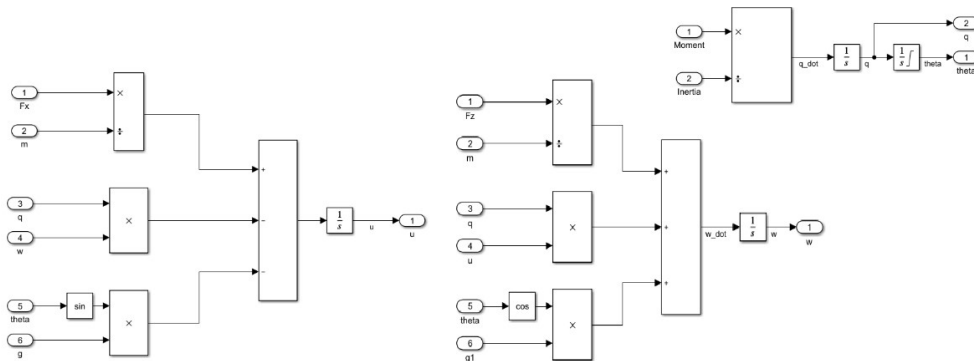 1
Fx
×
÷
2
m
3
q
×
4
w
5
theta
sin
×
6
g
+
−
−
1
s
u
1
u
1
Fz
×
÷
2
m
3
q
×
4
u
5
theta
cos
×
6
g1
+
+
+
w_dot
1
s
w
1
w
1
Moment
×
2
Inertia
÷
q_dot
1
s
q
1
s ∫
theta
2
q
1
theta